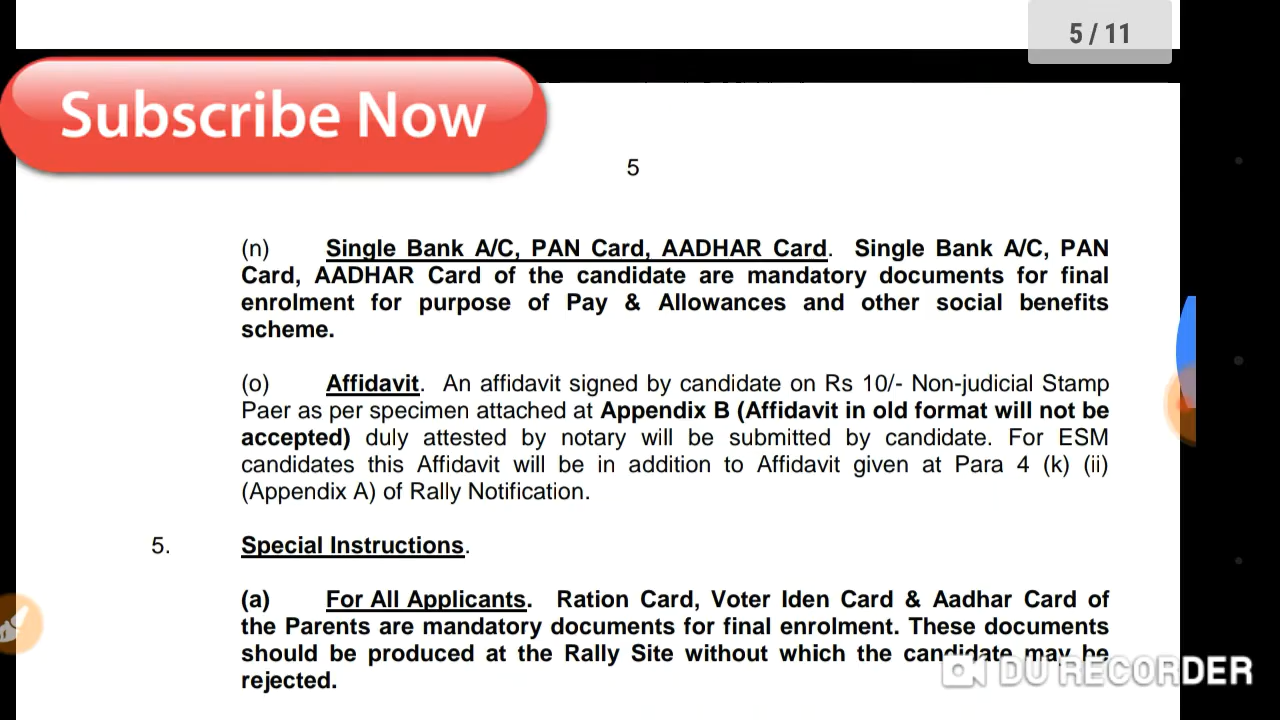 5 / 11
Subscribe Now
5
(n) Single Bank A/C, PAN Card, AADHAR Card. Single Bank A/C, PAN
Card, AADHAR Card of the candidate are mandatory documents for final
enrolment for purpose of Pay & Allowances and other social benefits
scheme.
(o) Affidavit. An affidavit signed by candidate on Rs 10/- Non-judicial Stamp
Paer as per specimen attached at Appendix B (Affidavit in old format will not be
accepted) duly attested by notary will be submitted by candidate. For ESM
candidates this Affidavit will be in addition to Affidavit given at Para 4 (k) (ii)
(Appendix A) of Rally Notification.
5. Special Instructions.
(a) For All Applicants. Ration Card, Voter Iden Card & Aadhar Card of
the Parents are mandatory documents for final enrolment. These documents
should be produced at the Rally Site without which the candidate may be
rejected.
DU RECORDER